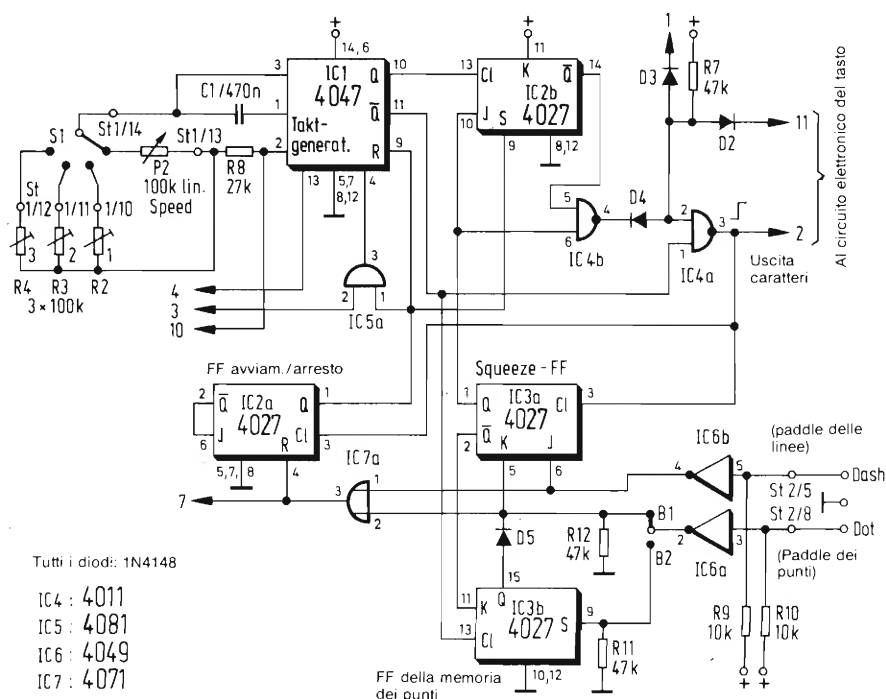 +
14, 6
3
IC1
4047
10
Q
C1/470n
1
Takt-
generat.
Q̅
11
R
9
2
13
5,7
8,12
4
St1/14
S1
St1/13
P2
100k lin.
Speed
R8
27k
St
1/12
1/11
1/10
3
2
1
R4
R3
R2
3 × 100k
4
3
10
3
2
1
IC5a
+
11
K
Q̅
14
13
Cl
IC2b
4027
J
S
10
9
8,12
5
6
4
IC4b
D4
1
D3
+
R7
47k
D2
11
2
1
3
IC4a
2
Uscita
caratteri
Al circuito elettronico del tasto
FF avviam./arresto
2
Q̅
IC2a
Q
1
4027
6
J
R
Cl
3
5,7,
8
4
7
IC7a
3
1
2
Squeeze-FF
1
Q
IC3a
Cl
3
4027
2
Q̅
K
J
5
6
D5
R12
47k
B1
B2
IC6b
4
5
(paddle delle
linee)
Dash
St 2/5
St 2/8
Dot
(Paddle dei
punti)
2
3
IC6a
15
Q
11
K
IC3b
4027
S
9
13
Cl
10,12
R11
47k
R9
10k
R10
10k
+
+
FF della memoria
dei punti
Tutti i diodi: 1N4148
IC4 : 4011
IC5 : 4081
IC6 : 4049
IC7 : 4071